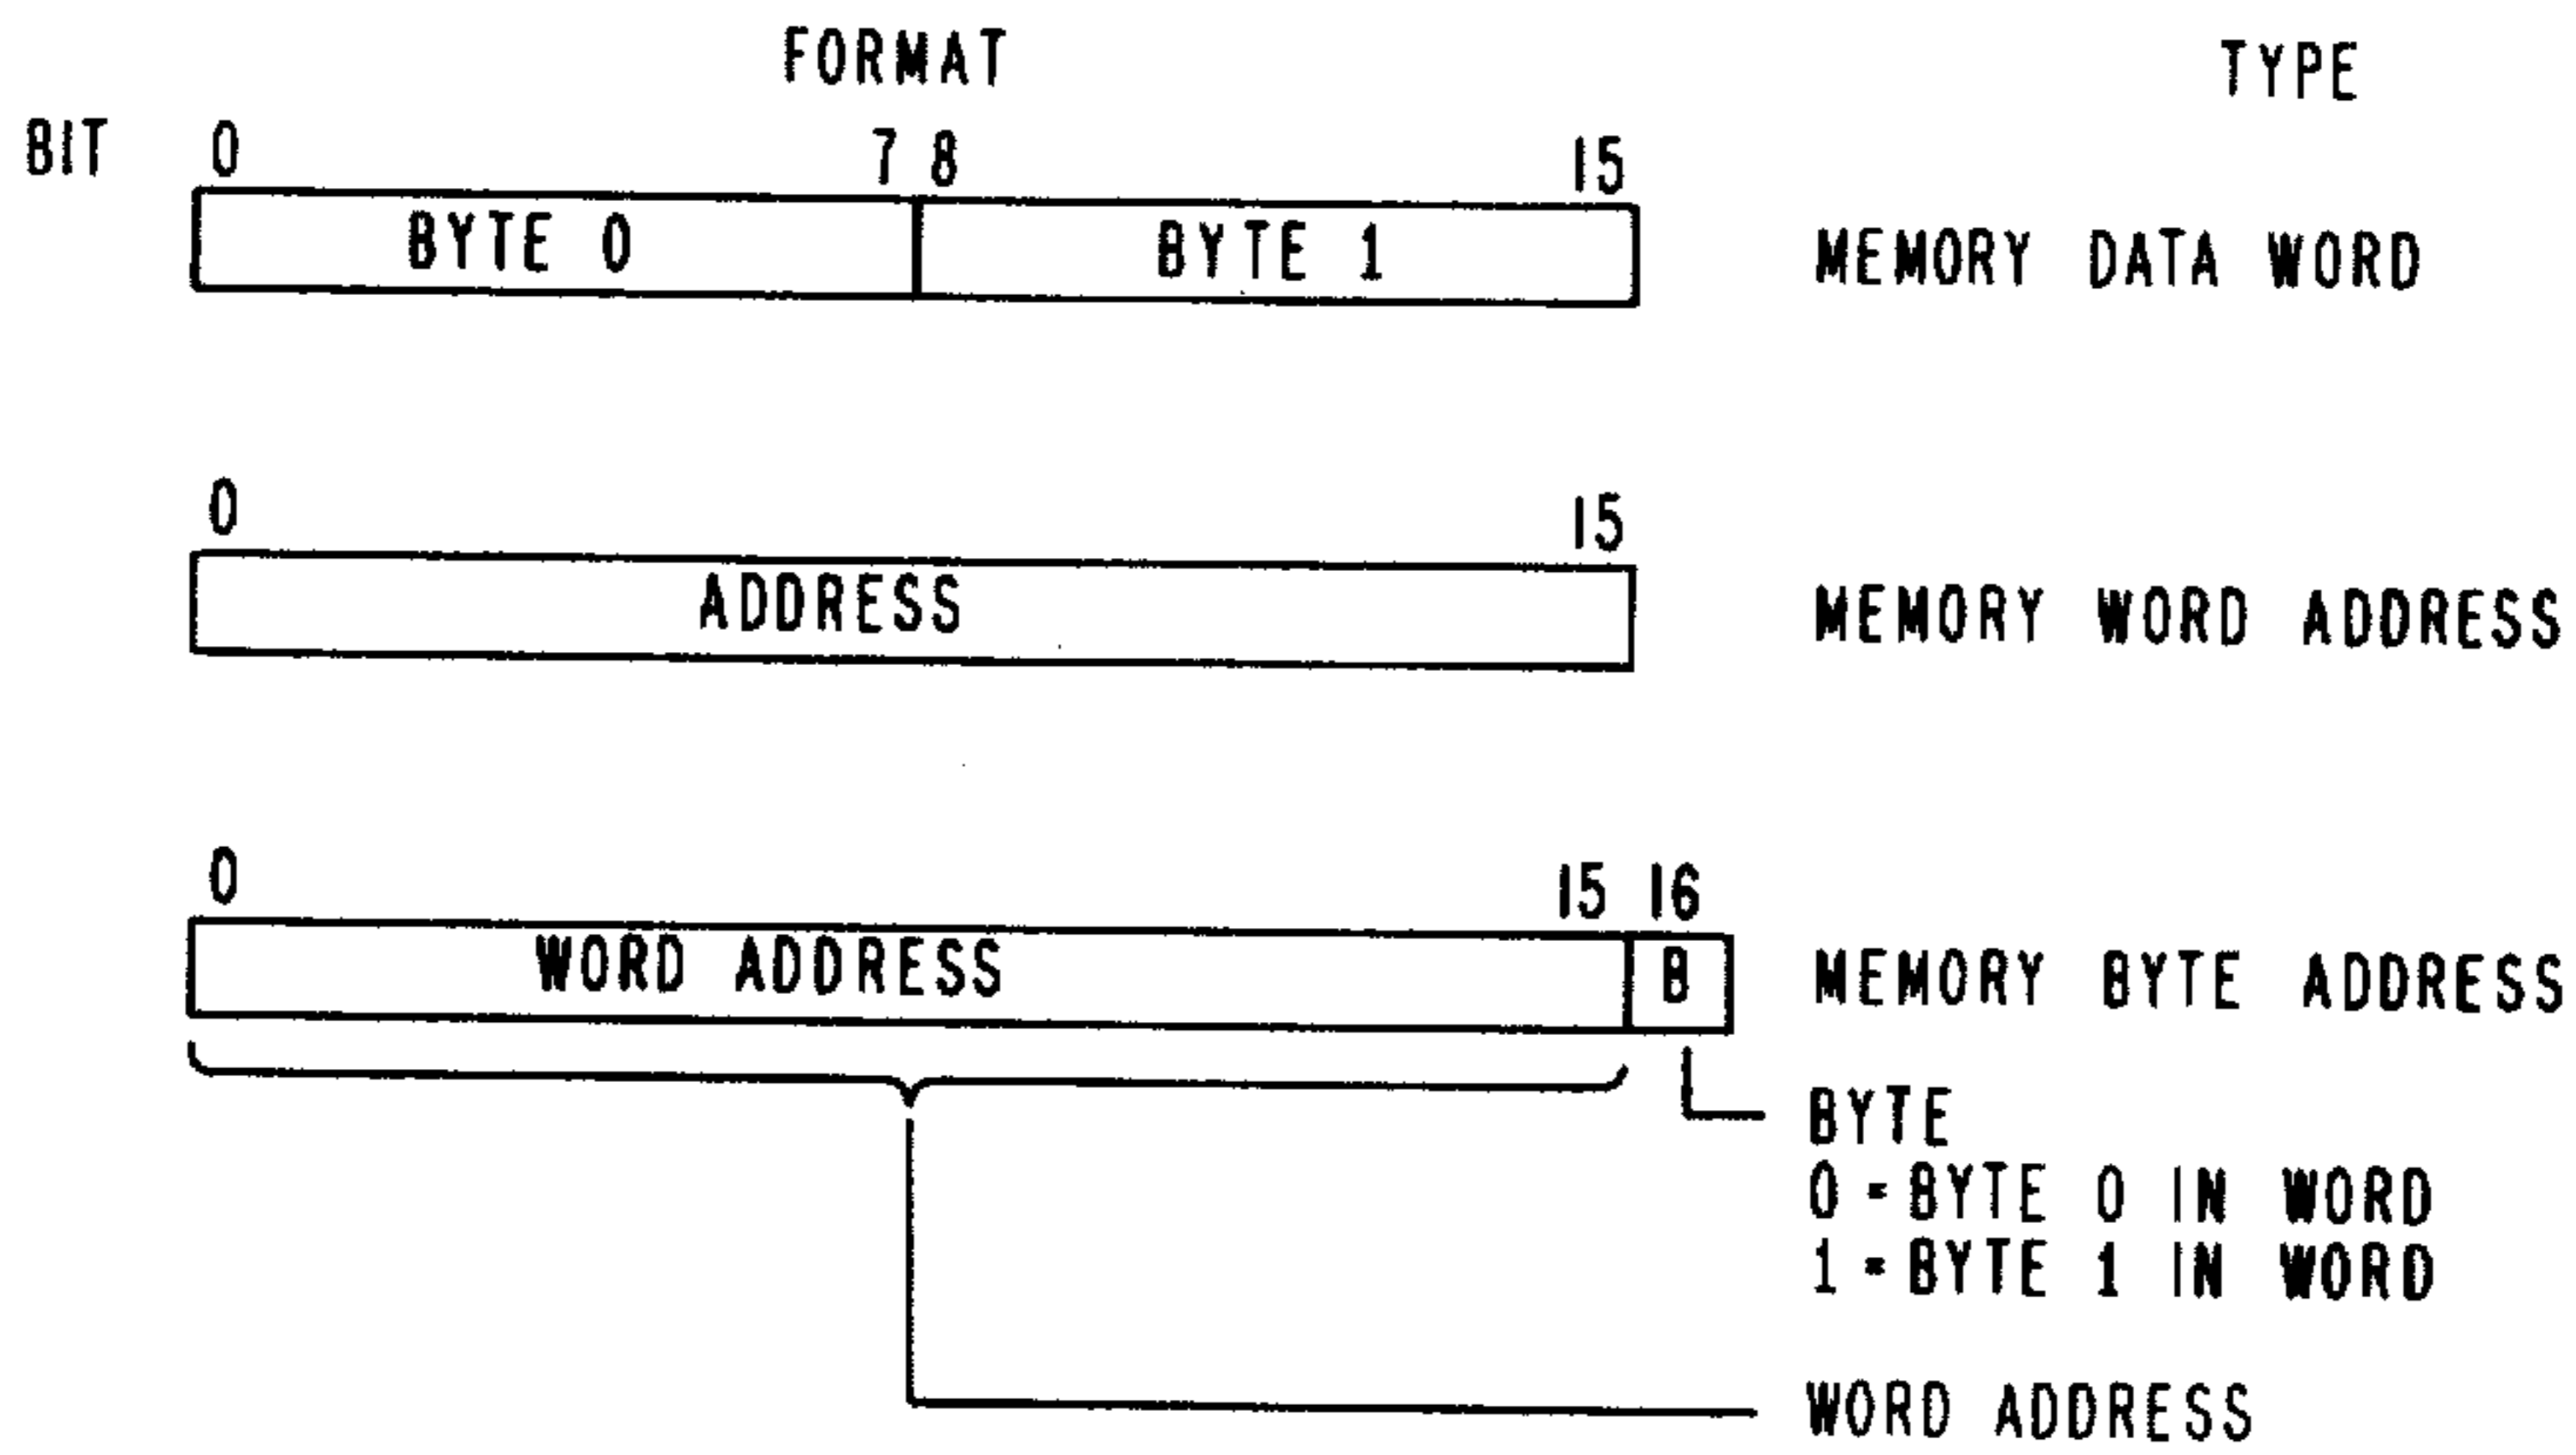 FORMAT TYPE
BIT 0 7 8 15
BYTE 0 BYTE 1 MEMORY DATA WORD
0 15
ADDRESS MEMORY WORD ADDRESS
0 15 16
WORD ADDRESS B MEMORY BYTE ADDRESS
BYTE
0 = BYTE 0 IN WORD
1 = BYTE 1 IN WORD
WORD ADDRESS